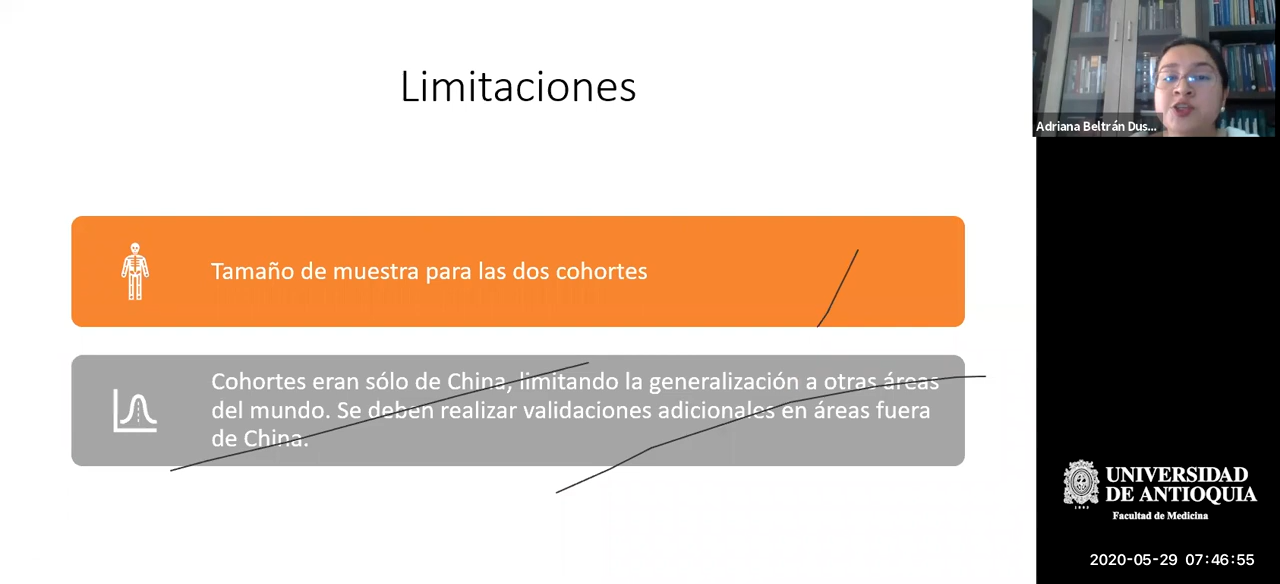 Limitaciones
Tamaño de muestra para las dos cohortes
Cohortes eran sólo de China, limitando la generalización a otras áreas
del mundo. Se deben realizar validaciones adicionales en áreas fuera
de China.
Adriana Beltrán Dus...
UNIVERSIDAD
DE ANTIOQUIA
1803
Facultad de Medicina
2020-05-29 07:46:55